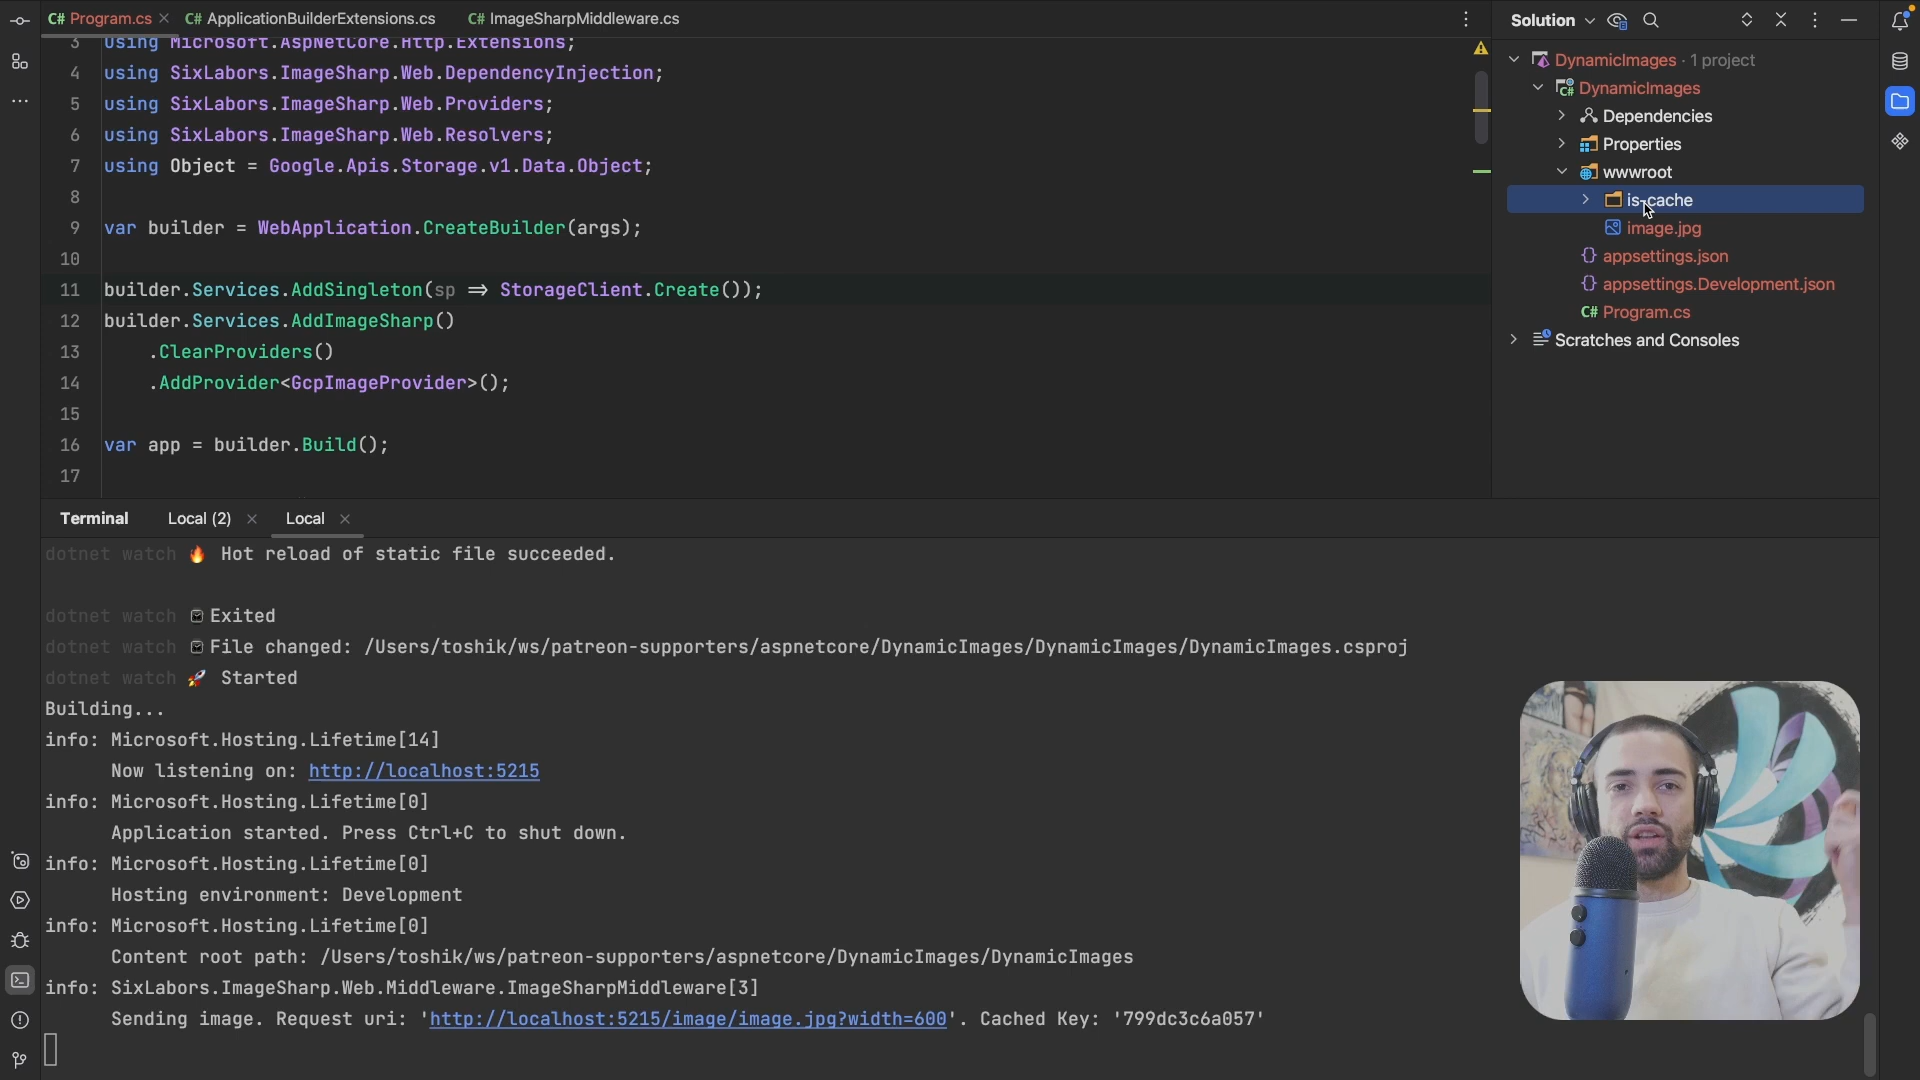 C# Program.cs
C# ApplicationBuilderExtensions.cs
C# ImageSharpMiddleware.cs
3 using Microsoft.AspNetCore.Http.Extensions;
4 using SixLabors.ImageSharp.Web.DependencyInjection;
5 using SixLabors.ImageSharp.Web.Providers;
6 using SixLabors.ImageSharp.Web.Resolvers;
7 using Object = Google.Apis.Storage.v1.Data.Object;
8
9 var builder = WebApplication.CreateBuilder(args);
10
11 builder.Services.AddSingleton(sp => StorageClient.Create());
12 builder.Services.AddImageSharp()
13 .ClearProviders()
14 .AddProvider<GcpImageProvider>();
15
16 var app = builder.Build();
17
Solution
DynamicImages · 1 project
C# DynamicImages
Dependencies
Properties
wwwroot
is-cache
image.jpg
{} appsettings.json
{} appsettings.Development.json
C# Program.cs
Scratches and Consoles
Terminal
Local (2)
Local
dotnet watch 🔥 Hot reload of static file succeeded.
dotnet watch ⌚ Exited
dotnet watch ⌚ File changed: /Users/toshik/ws/patreon-supporters/aspnetcore/DynamicImages/DynamicImages/DynamicImages.csproj
dotnet watch 🚀 Started
Building...
info: Microsoft.Hosting.Lifetime[14]
Now listening on: http://localhost:5215
info: Microsoft.Hosting.Lifetime[0]
Application started. Press Ctrl+C to shut down.
info: Microsoft.Hosting.Lifetime[0]
Hosting environment: Development
info: Microsoft.Hosting.Lifetime[0]
Content root path: /Users/toshik/ws/patreon-supporters/aspnetcore/DynamicImages/DynamicImages
info: SixLabors.ImageSharp.Web.Middleware.ImageSharpMiddleware[3]
Sending image. Request uri: 'http://localhost:5215/image/image.jpg?width=600'. Cached Key: '799dc3c6a057'